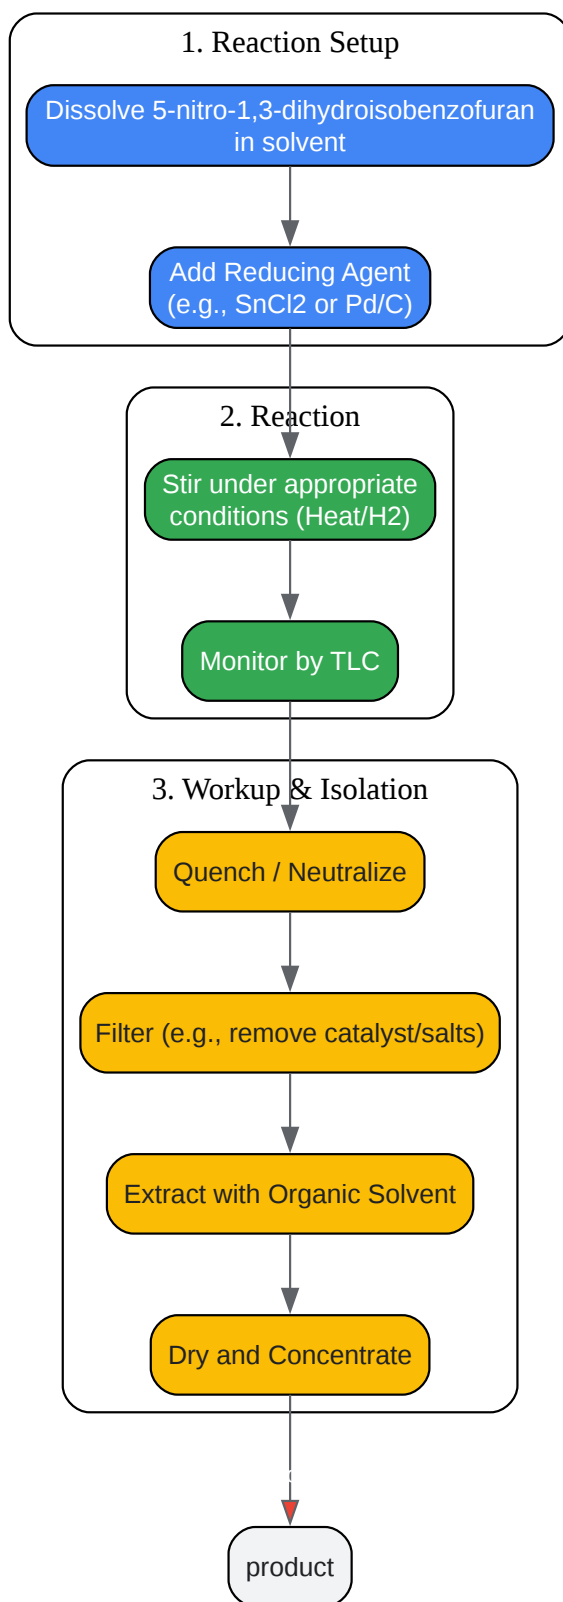 1. Reaction Setup
Dissolve 5-nitro-1,3-dihydroisobenzofuran
in solvent
Add Reducing Agent
(e.g., SnCl2 or Pd/C)
2. Reaction
Stir under appropriate
conditions (Heat/H2)
Monitor by TLC
3. Workup & Isolation
Quench / Neutralize
Filter (e.g., remove catalyst/salts)
Extract with Organic Solvent
Dry and Concentrate
product